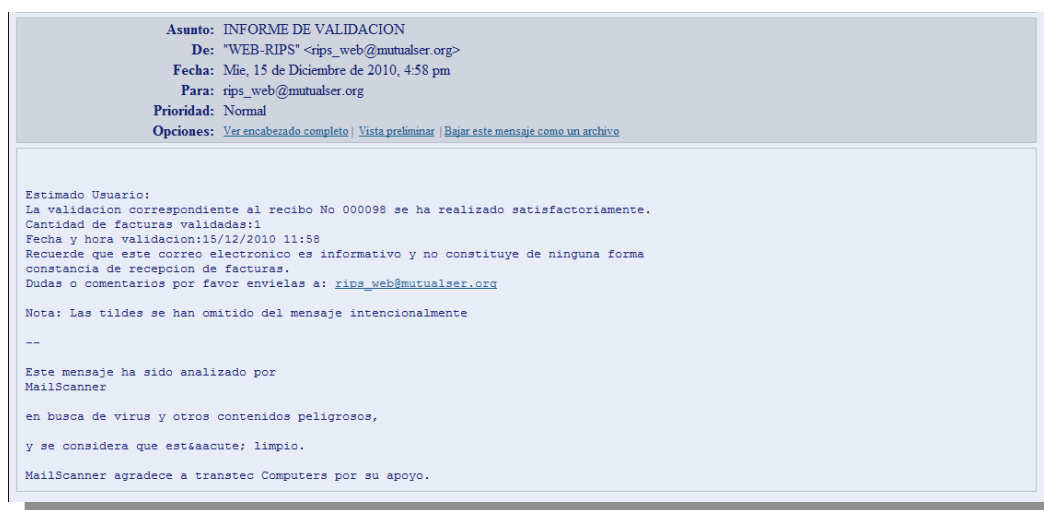 Asunto: INFORME DE VALIDACION
De: "WEB-RIPS" <rips_web@mutualser.org>
Fecha: Mie, 15 de Diciembre de 2010, 4:58 pm
Para: rips_web@mutualser.org
Prioridad: Normal
Opciones: Ver encabezado completo | Vista preliminar | Bajar este mensaje como un archivo
Estimado Usuario:
La validacion correspondiente al recibo No 000098 se ha realizado satisfactoriamente.
Cantidad de facturas validadas:1
Fecha y hora validacion:15/12/2010 11:58
Recuerde que este correo electronico es informativo y no constituye de ninguna forma
constancia de recepcion de facturas.
Dudas o comentarios por favor envielas a: rips_web@mutualser.org
Nota: Las tildes se han omitido del mensaje intencionalmente
--
Este mensaje ha sido analizado por
MailScanner
en busca de virus y otros contenidos peligrosos,
y se considera que est&aacute; limpio.
MailScanner agradece a transtec Computers por su apoyo.